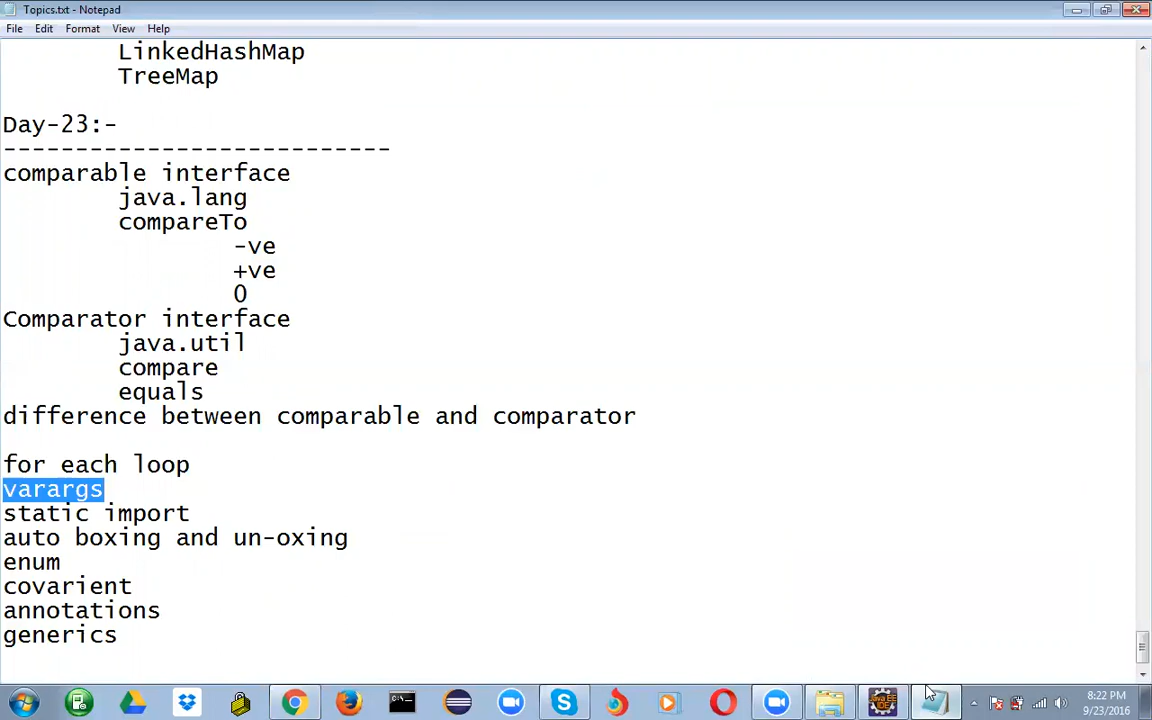 Topics.txt - Notepad
File Edit Format View Help
LinkedHashMap
TreeMap
Day-23:-
---------------------------
comparable interface
java.lang
compareTo
-ve
+ve
0
Comparator interface
java.util
compare
equals
difference between comparable and comparator
for each loop
varargs
static import
auto boxing and un-oxing
enum
covarient
annotations
generics
8:22 PM
9/23/2016